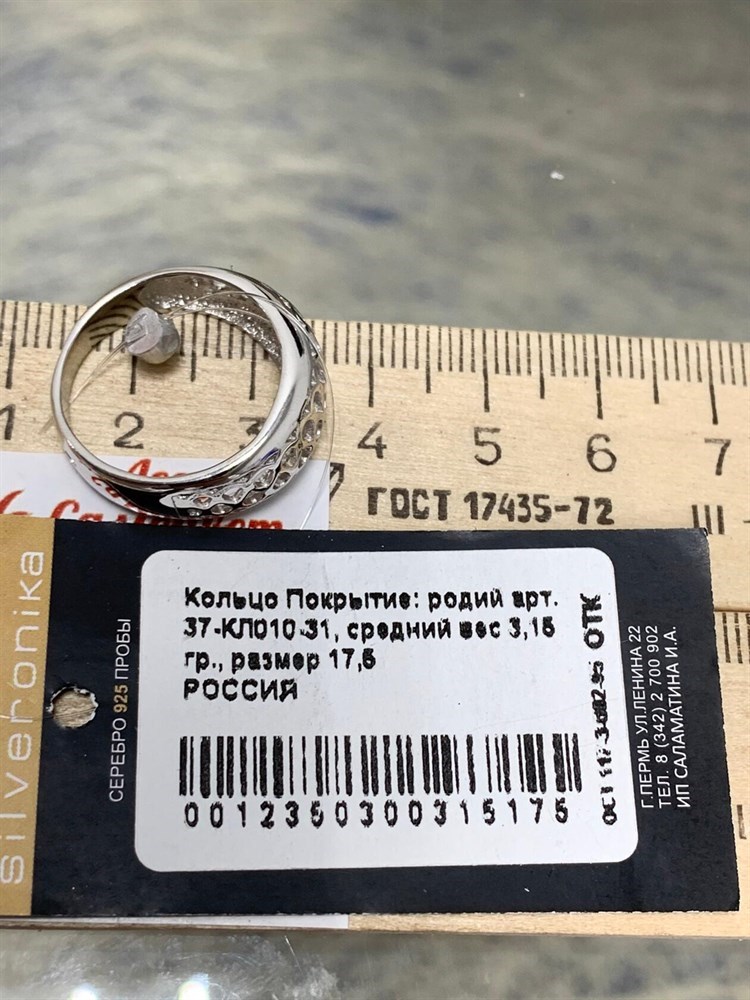 1 2 3 4 5 6 7
ГОСТ 17435-72
silveronika
СЕРЕБРО 925 ПРОБЫ
Кольцо Покрытие: родий арт.
37-КЛ010-31, средний вес 3,15
гр., размер 17,5
РОССИЯ
0012350300315175
ОТК
Г.ПЕРМЬ УЛ.ЛЕНИНА 22
ТЕЛ. 8 (342) 2 700 902
ИП САЛАМАТИНА И.А.